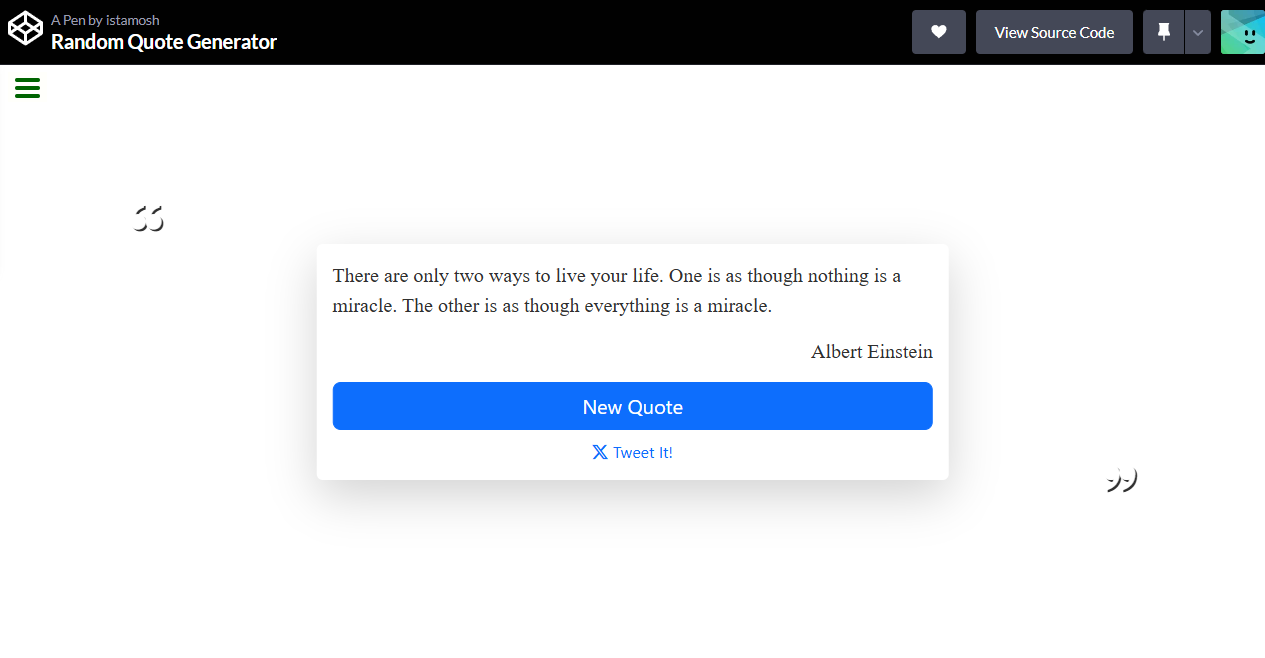 A Pen by istamosh
Random Quote Generator
View Source Code
“
There are only two ways to live your life. One is as though nothing is a
miracle. The other is as though everything is a miracle.
Albert Einstein
New Quote
Tweet It!
”